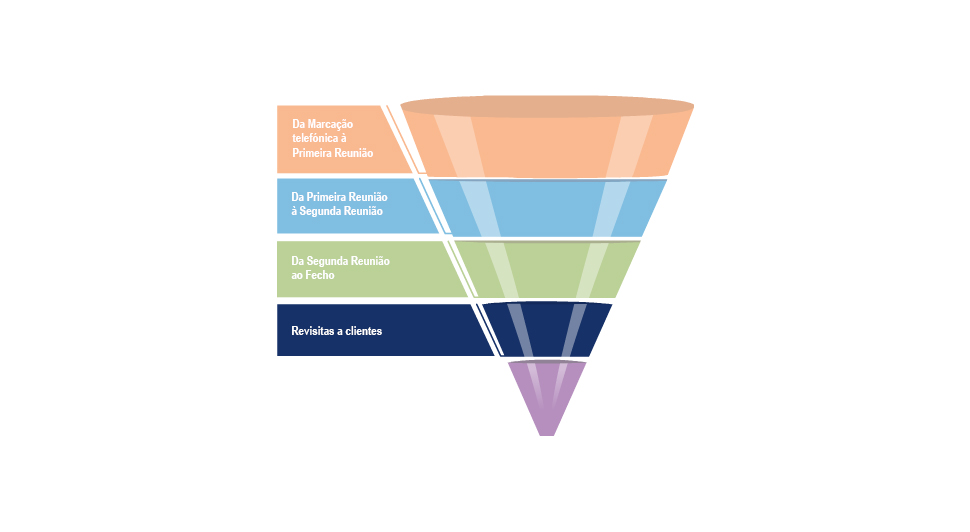 Da Marcação
telefónica à
Primeira Reunião
Da Primeira Reunião
à Segunda Reunião
Da Segunda Reunião
ao Fecho
Revisitas a clientes